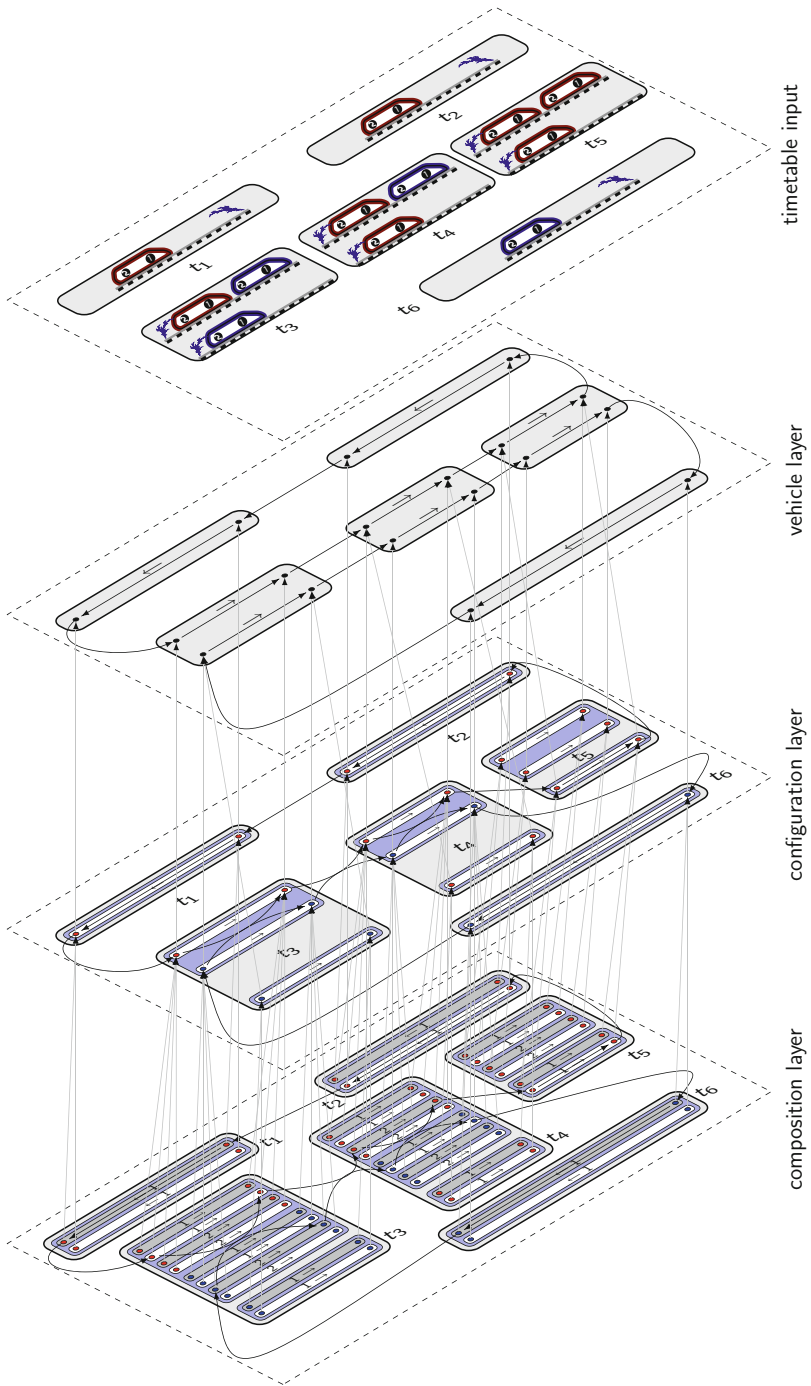 timetable input
t1
t2
t3
t4
t5
t6
vehicle layer
configuration layer
t1
t2
t3
t4
t5
t6
composition layer
t1
t2
t3
t4
t5
t6